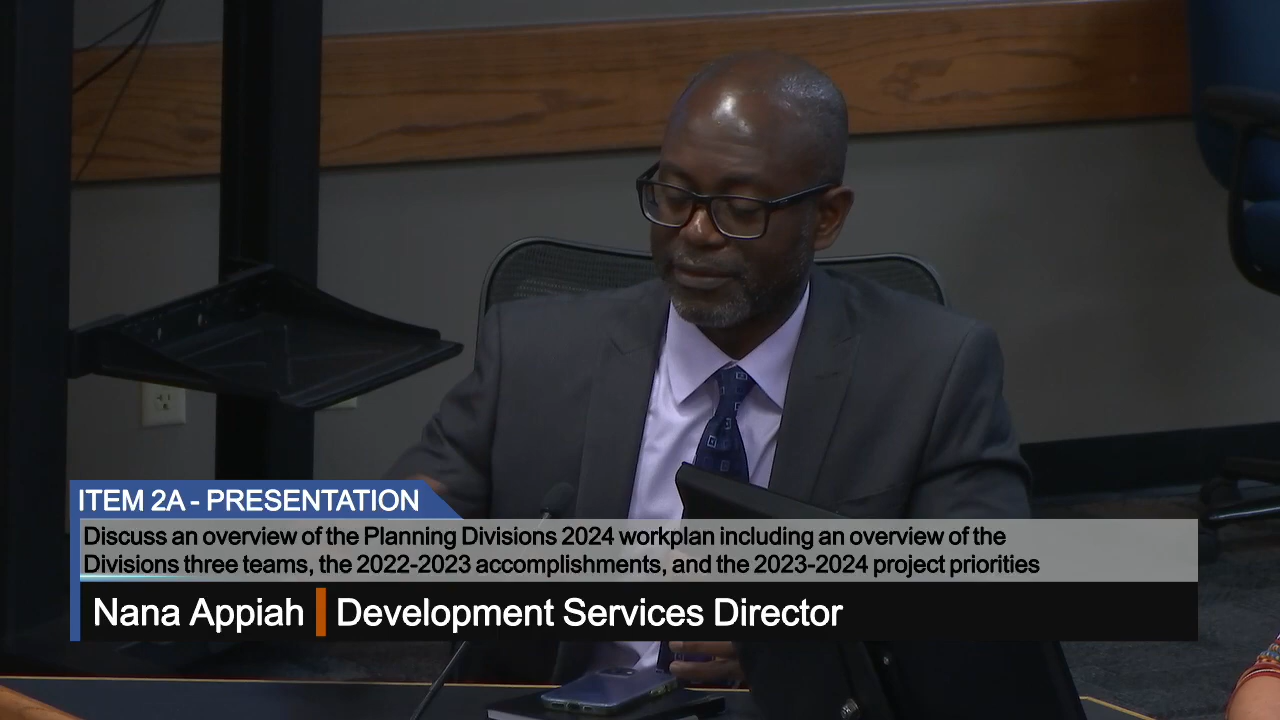 ITEM 2A - PRESENTATION
Discuss an overview of the Planning Divisions 2024 workplan including an overview of the
Divisions three teams, the 2022-2023 accomplishments, and the 2023-2024 project priorities
Nana Appiah | Development Services Director